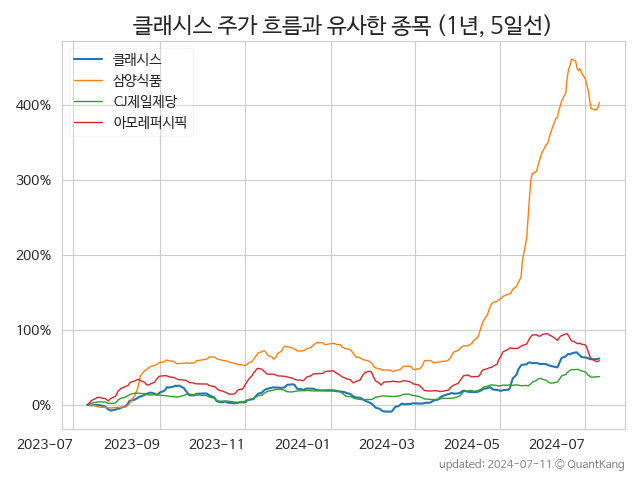 클래시스 주가 흐름과 유사한 종목 (1년, 5일선)
클래시스
삼양식품
CJ제일제당
아모레퍼시픽
400%
300%
200%
100%
0%
2023-07 2023-09 2023-11 2024-01 2024-03 2024-05 2024-07
updated: 2024-07-11 © QuantKang